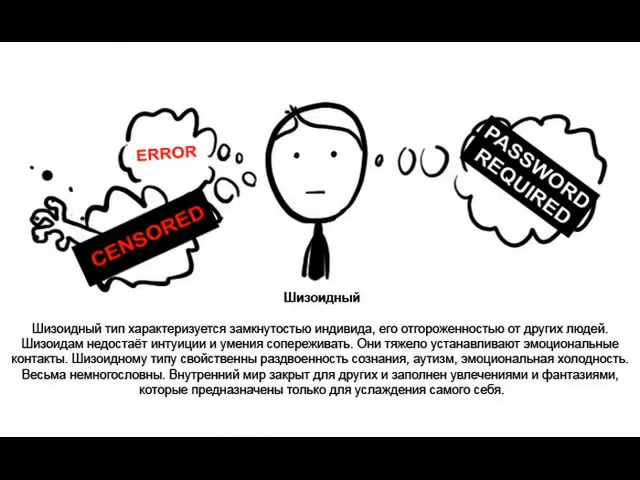 ERROR
CENSORED
PASSWORD
REQUIRED
Шизоидный
Шизоидный тип характеризуется замкнутостью индивида, его отгороженностью от других людей.
Шизоидам недостаёт интуиции и умения сопереживать. Они тяжело устанавливают эмоциональные
контакты. Шизоидному типу свойственны раздвоенность сознания, аутизм, эмоциональная холодность.
Весьма немногословны. Внутренний мир закрыт для других и заполнен увлечениями и фантазиями,
которые предназначены только для услаждения самого себя.